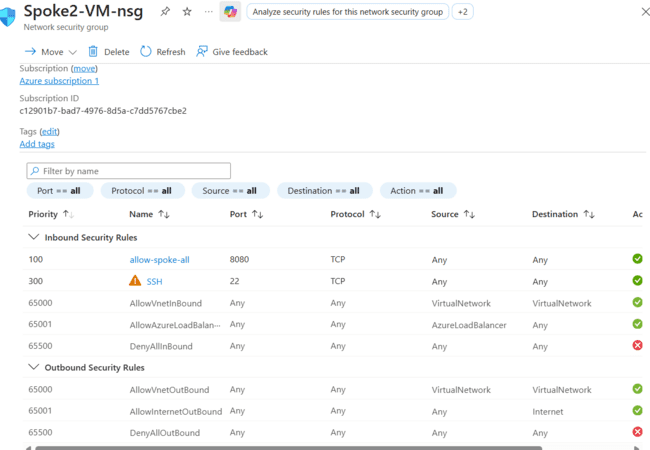 Spoke2-VM-nsg
Network security group
Analyze security rules for this network security group
+2
Move
Delete
Refresh
Give feedback
Subscription (move)
Azure subscription 1
Subscription ID
c12901b7-bad7-4976-8d5a-c7dd5767cbe2
Tags (edit)
Add tags
Filter by name
Port == all Protocol == all Source == all Destination == all Action == all
Priority Name Port Protocol Source Destination Ac
Inbound Security Rules
100 allow-spoke-all 8080 TCP Any Any
300 SSH 22 TCP Any Any
65000 AllowVnetInBound Any Any VirtualNetwork VirtualNetwork
65001 AllowAzureLoadBalan··· Any Any AzureLoadBalancer Any
65500 DenyAllInBound Any Any Any Any
Outbound Security Rules
65000 AllowVnetOutBound Any Any VirtualNetwork VirtualNetwork
65001 AllowInternetOutBound Any Any Any Internet
65500 DenyAllOutBound Any Any Any Any